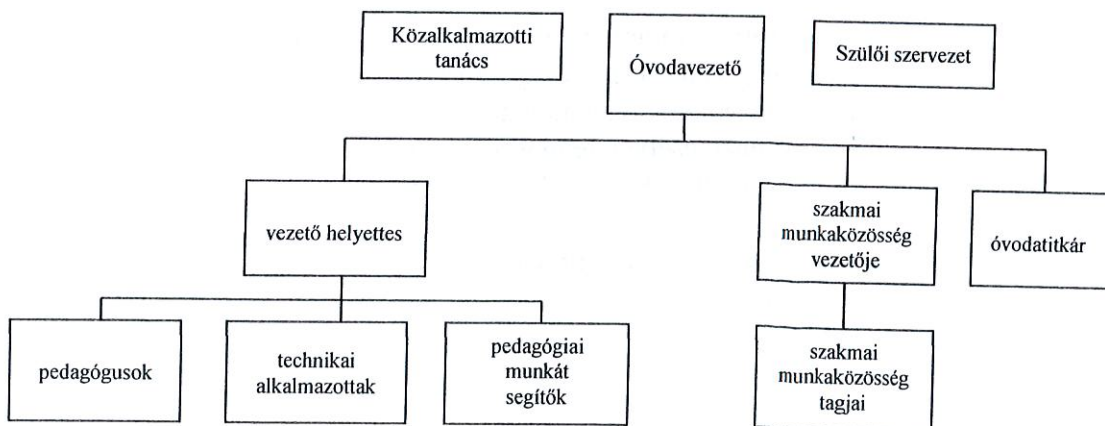 Közalkalmazotti
tanács
Óvodavezető
Szülői szervezet
vezető helyettes
szakmai
munkaközösség
vezetője
óvodatitkár
pedagógusok
technikai
alkalmazottak
pedagógiai
munkát
segítők
szakmai
munkaközösség
tagjai